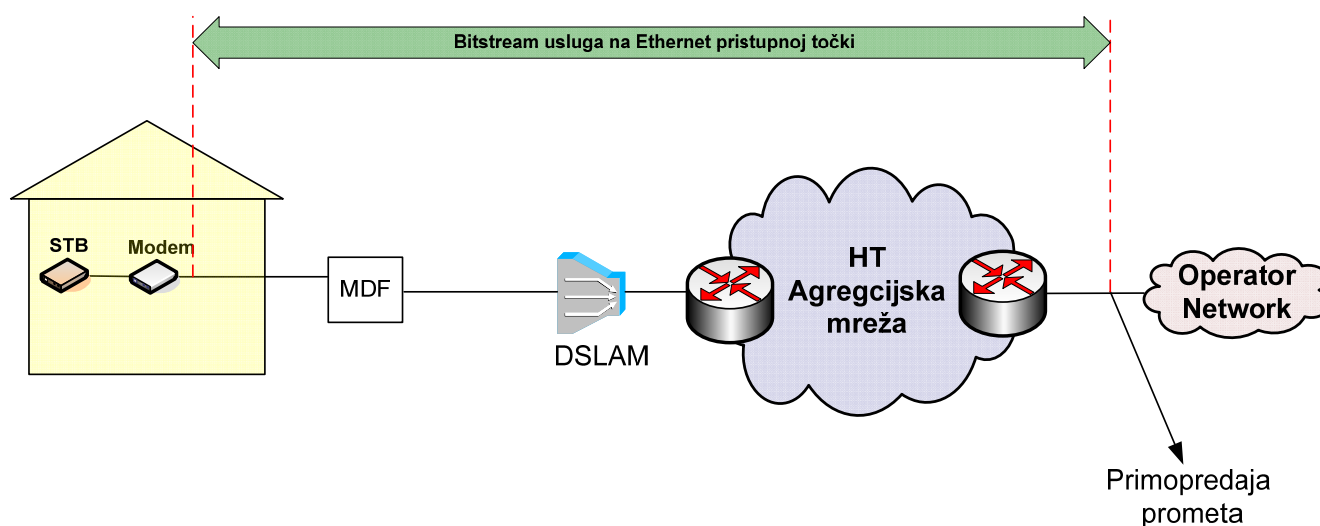 Bitstream usluga na Ethernet pristupnoj točki
STB
Modem
MDF
DSLAM
HT
Agregcijska
mreža
Operator
Network
Primopredaja
prometa